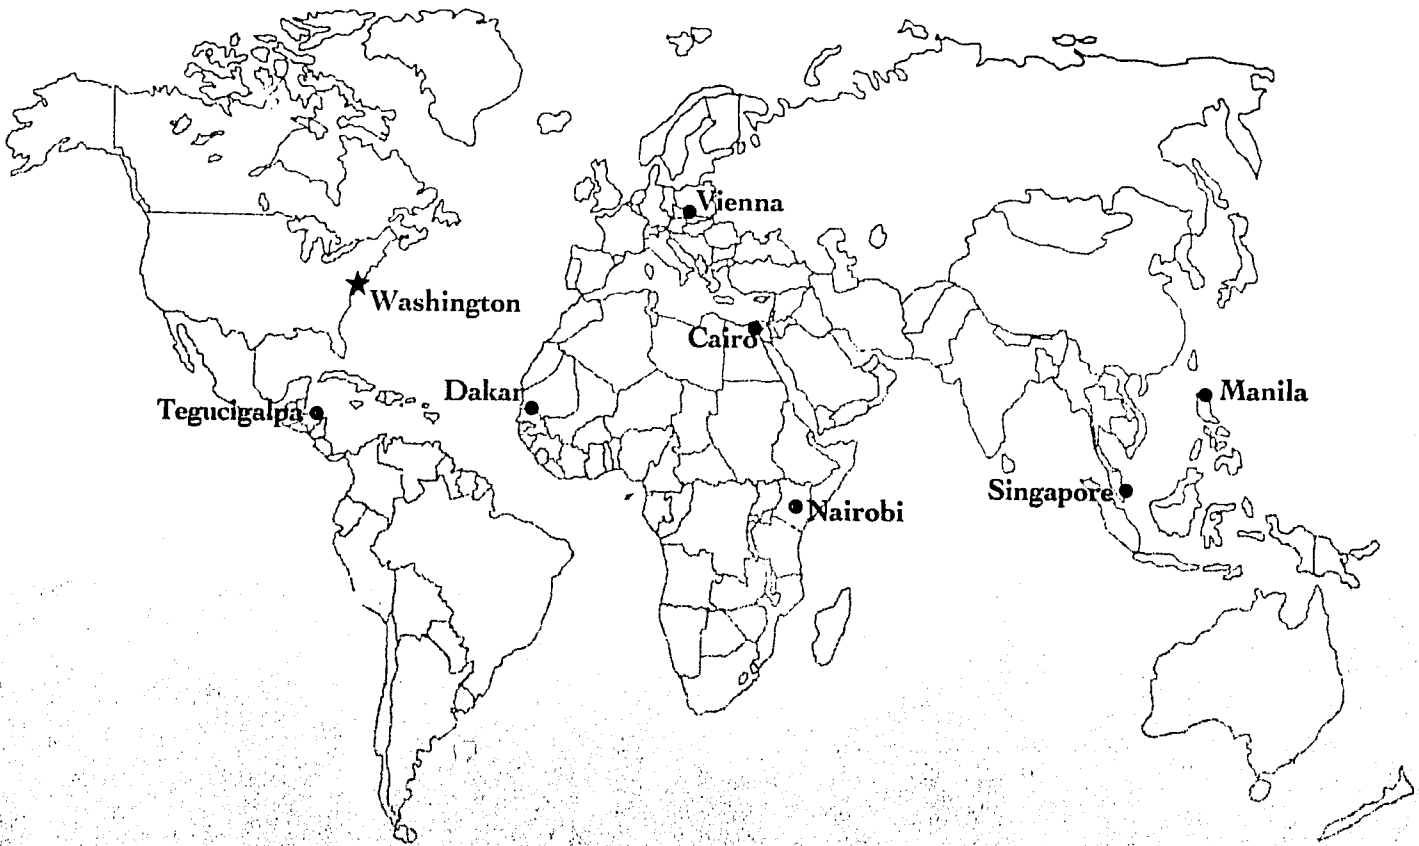 Vienna
Washington
Cairo
Dakar
Manila
Tegucigalpa
Singapore
Nairobi